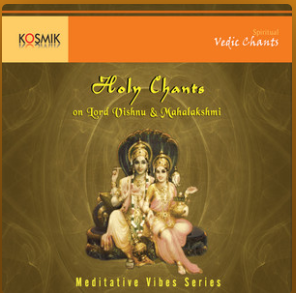 KOSMIK
Spiritual
Vedic Chants
Holy Chants
on Lord Vishnu & Mahalakshmi
Meditative Vibes Series